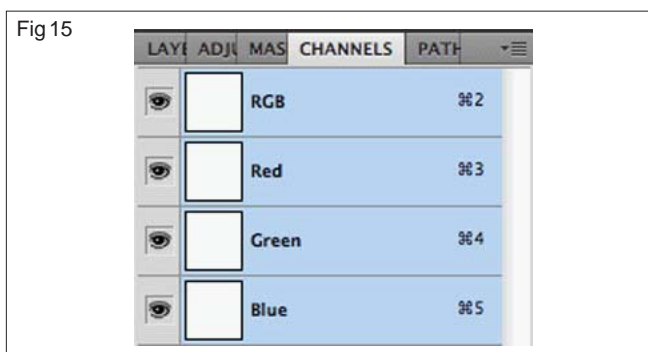 Fig 15
LAYE ADJU MAS CHANNELS PATH
RGB ⌘2
Red ⌘3
Green ⌘4
Blue ⌘5